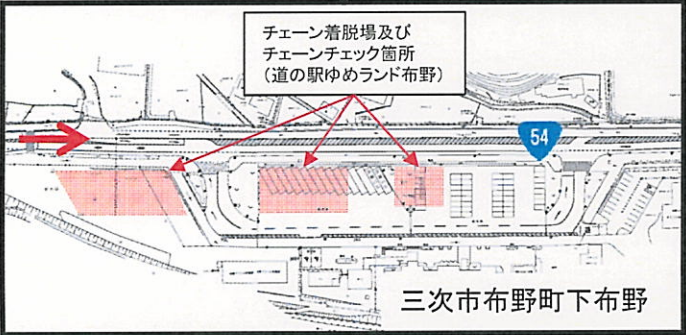 チェーン着脱場及び
チェーンチェック箇所
（道の駅ゆめランド布野）
54
三次市布野町下布野